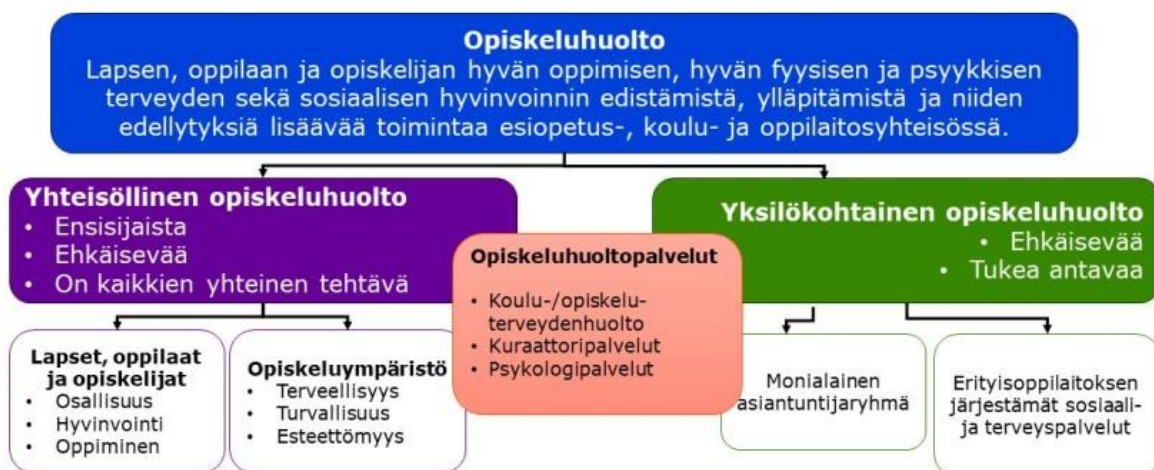 Opiskeluhuolto
Lapsen, oppilaan ja opiskelijan hyvän oppimisen, hyvän fyysisen ja psyykkisen
terveyden sekä sosiaalisen hyvinvoinnin edistämistä, ylläpitämistä ja niiden
edellytyksiä lisäävää toimintaa esiopetus-, koulu- ja oppilaitosyhteisössä.
Yhteisöllinen opiskeluhuolto
• Ensisijaista
• Ehkäisevää
• On kaikkien yhteinen tehtävä
Opiskeluhuoltopalvelut
• Koulu-/opiskelu-
terveydenhuolto
• Kuraattoripalvelut
• Psykologipalvelut
Yksilökohtainen opiskeluhuolto
• Ehkäisevää
• Tukea antavaa
Lapset, oppilaat
ja opiskelijat
• Osallisuus
• Hyvinvointi
• Oppiminen
Opiskeluympäristö
• Terveellisyys
• Turvallisuus
• Esteettömyys
Monialainen
asiantuntijaryhmä
Erityisoppilaitoksen
järjestämät sosiaali-
ja terveyspalvelut